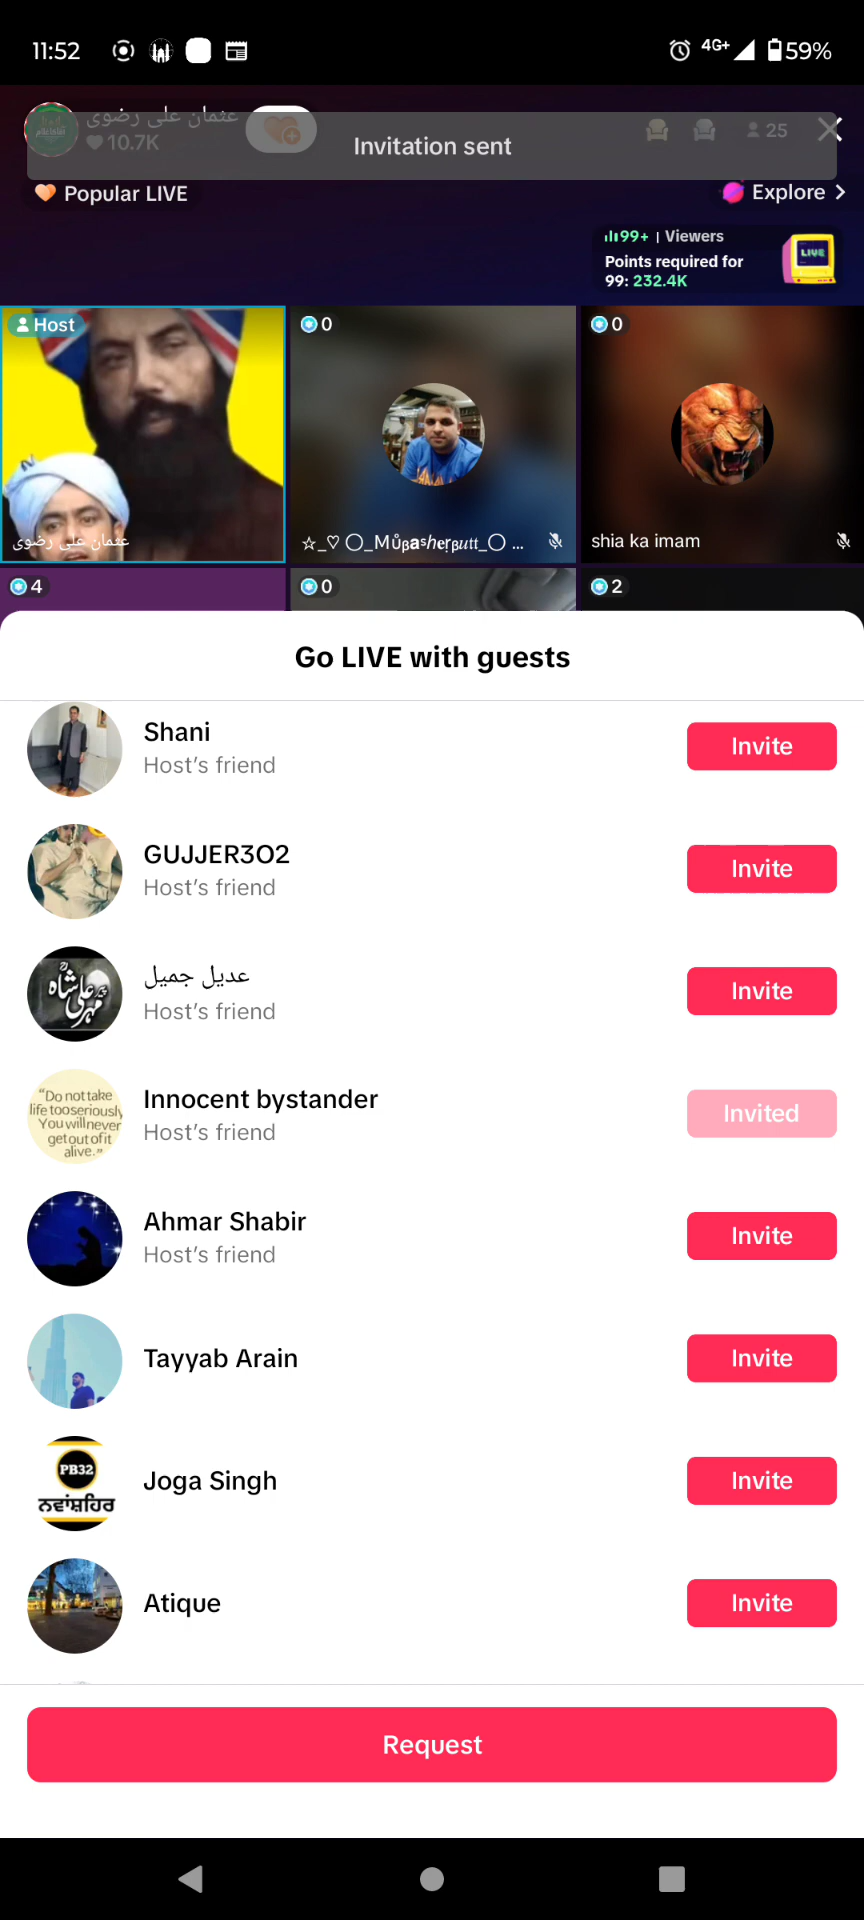 11:52
4G+
59%
عثمان علی رضوی
10.7K
25
Invitation sent
Popular LIVE
Explore
99+ | Viewers
LIVE
Points required for
99: 232.4K
Host
0
0
عثمان علی رضوی
shia ka imam
4
0
2
Go LIVE with guests
Shani
Host's friend
Invite
GUJJER3O2
Host's friend
Invite
عدیل جمیل
Host's friend
Invite
"Do not take
life too seriously
You will never
get out of it
alive."
Innocent bystander
Host's friend
Invited
Ahmar Shabir
Host's friend
Invite
Tayyab Arain
Invite
PB32
ਨਵਾਂਸ਼ਹਿਰ
Joga Singh
Invite
Atique
Invite
Request